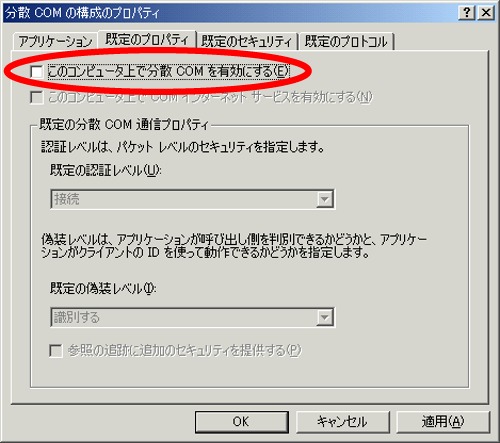 分散 COM の構成のプロパティ
アプリケーション 既定のプロパティ 既定のセキュリティ 既定のプロトコル
このコンピュータ上で分散 COM を有効にする(E)
このコンピュータ上で COM インターネット サービスを有効にする(N)
既定の分散 COM 通信プロパティ
認証レベルは、パケット レベルのセキュリティを指定します。
既定の認証レベル(U):
接続
偽装レベルは、アプリケーションが呼び出し側を判別できるかどうかと、アプリケー
ションがクライアントの ID を使って動作できるかどうかを指定します。
既定の偽装レベル(I):
識別する
参照の追跡に追加のセキュリティを提供する(P)
OK キャンセル 適用(A)